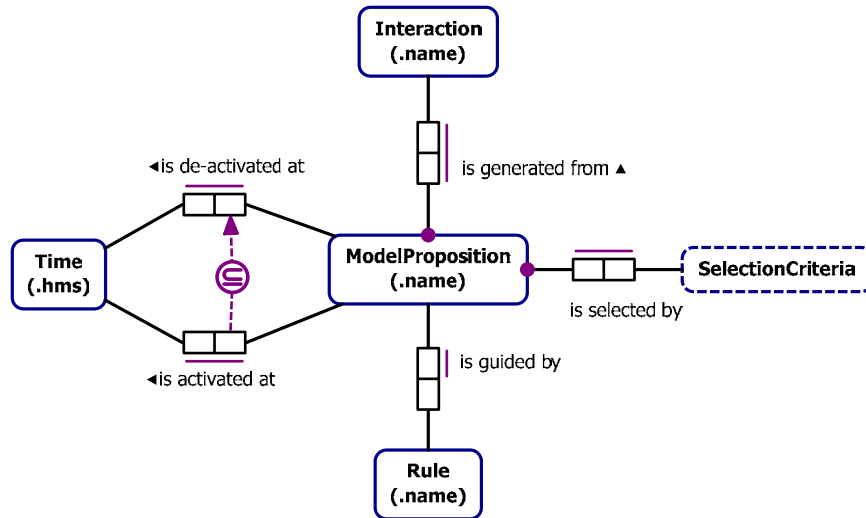 Interaction
(.name)
◄is de-activated at
is generated from ▲
Time
(.hms)
ModelProposition
(.name)
SelectionCriteria
is selected by
◄is activated at
is guided by
Rule
(.name)